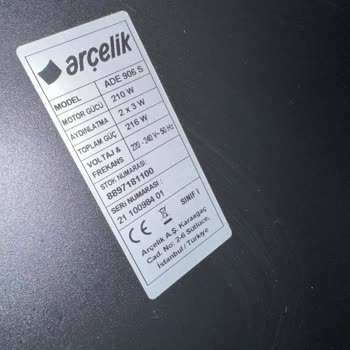 arçelik
MODEL ADE 906 S
MOTOR GÜCÜ 210 W
AYDINLATMA 2 x 3 W
TOPLAM GÜÇ 216 W
VOLTAJ & FREKANS 220 - 240 V~ 50 Hz
STOK NUMARASI:
8897181100
SERİ NUMARASI :
21 100984 01
CE SINIF I
Arçelik A.Ş. Karaağaç
Cad. No: 2-6 Sütlüce,
İstanbul / Türkiye